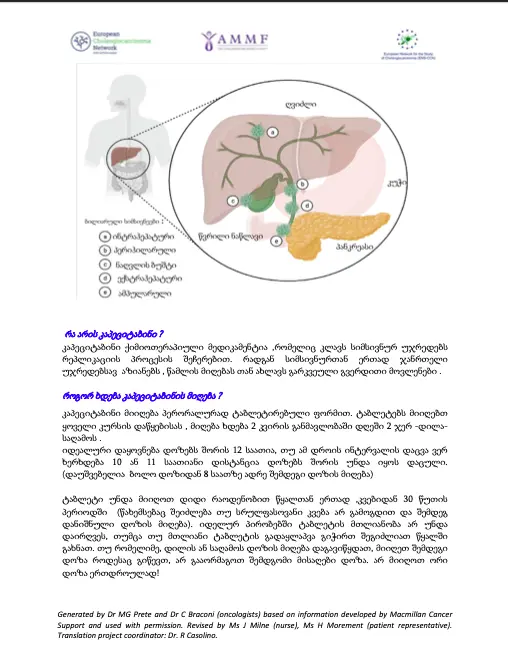 European
Cholangiocarcinoma
Network
AMMF
European Network for the Study
of Cholangiocarcinoma (ENS-CCA)
ღვიძლი
a
b
c
d
e
კუჭი
წვრილი ნაწლავი
პანკრეასი
ბილიარული სიმსივნეები :
a ინტრაჰეპატური
b პერიჰილარული
c ნაღვლის ბუშტი
d ექსტრაჰეპატური
e ამპულარული
რა არის კაპეციტაბინი ?
კაპეციტაბინი ქიმიოთერაპიული მედიკამენტია ,რომელიც კლავს სიმსივნურ უჯრედებს
რეპლიკაციის პროცესის შეჩერებით. რადგან სიმსივნურთან ერთად ჯანრთელი
უჯრედებსავ აზიანებს , წამლის მიღებას თან ახლავს გარკვეული გვერდითი მოვლენები .
როგორ ხდება კაპეციტაბინის მიღება ?
კაპეციტაბინი მიიღება პერორალურად ტაბლეტირებული ფორმით. ტაბლეტებს მიიღებთ
ყოველი კურსის დაწყებისას , მიღება ხდება 2 კვირის განმავლობაში დღეში 2 ჯერ -დილა-
საღამოს .
იდეალური დაყოვნება დოზებს შორის 12 საათია, თუ ამ დროის ინტერვალის დაცვა ვერ
ხერხდება 10 ან 11 საათიანი დისტანცია დოზებს შორის უნდა იყოს დაცული.
(დაუშვებელია ბოლო დოზიდან 8 საათზე ადრე შემდეგი დოზის მიღება)
ტაბლეტი უნდა მიიღოთ დიდი რაოდენობით წყალთან ერთად ,კვებიდან 30 წუთის
პერიოდში (წახემსებაც შეიძლება თუ სრულფასოვანი კვება არ გამოგდით და შემდეგ
დანიშნული დოზის მიღება). იდელურ პირობებში ტაბლეტის მთლიანობა არ უნდა
დაირღვეს, თუმცა თუ მთლიანი ტაბლეტის გადაყლაპვა გიჭირთ შეგიძლიათ წყალში
გახნათ. თუ რომელიმე, დილის ან საღამოს დოზის მიღება დაგავიწყდათ, მიიღეთ შემდეგი
დოზა როდესაც გიწევთ, არ გააორმაგოთ შემდგომი მისაღები დოზა. არ მიიღოთ ორი
დოზა ერთდროულად!
Generated by Dr MG Prete and Dr C Braconi (oncologists) based on information developed by Macmillan Cancer
Support and used with permission. Revised by Ms J Milne (nurse), Ms H Morement (patient representative).
Translation project coordinator: Dr. R Casolino.